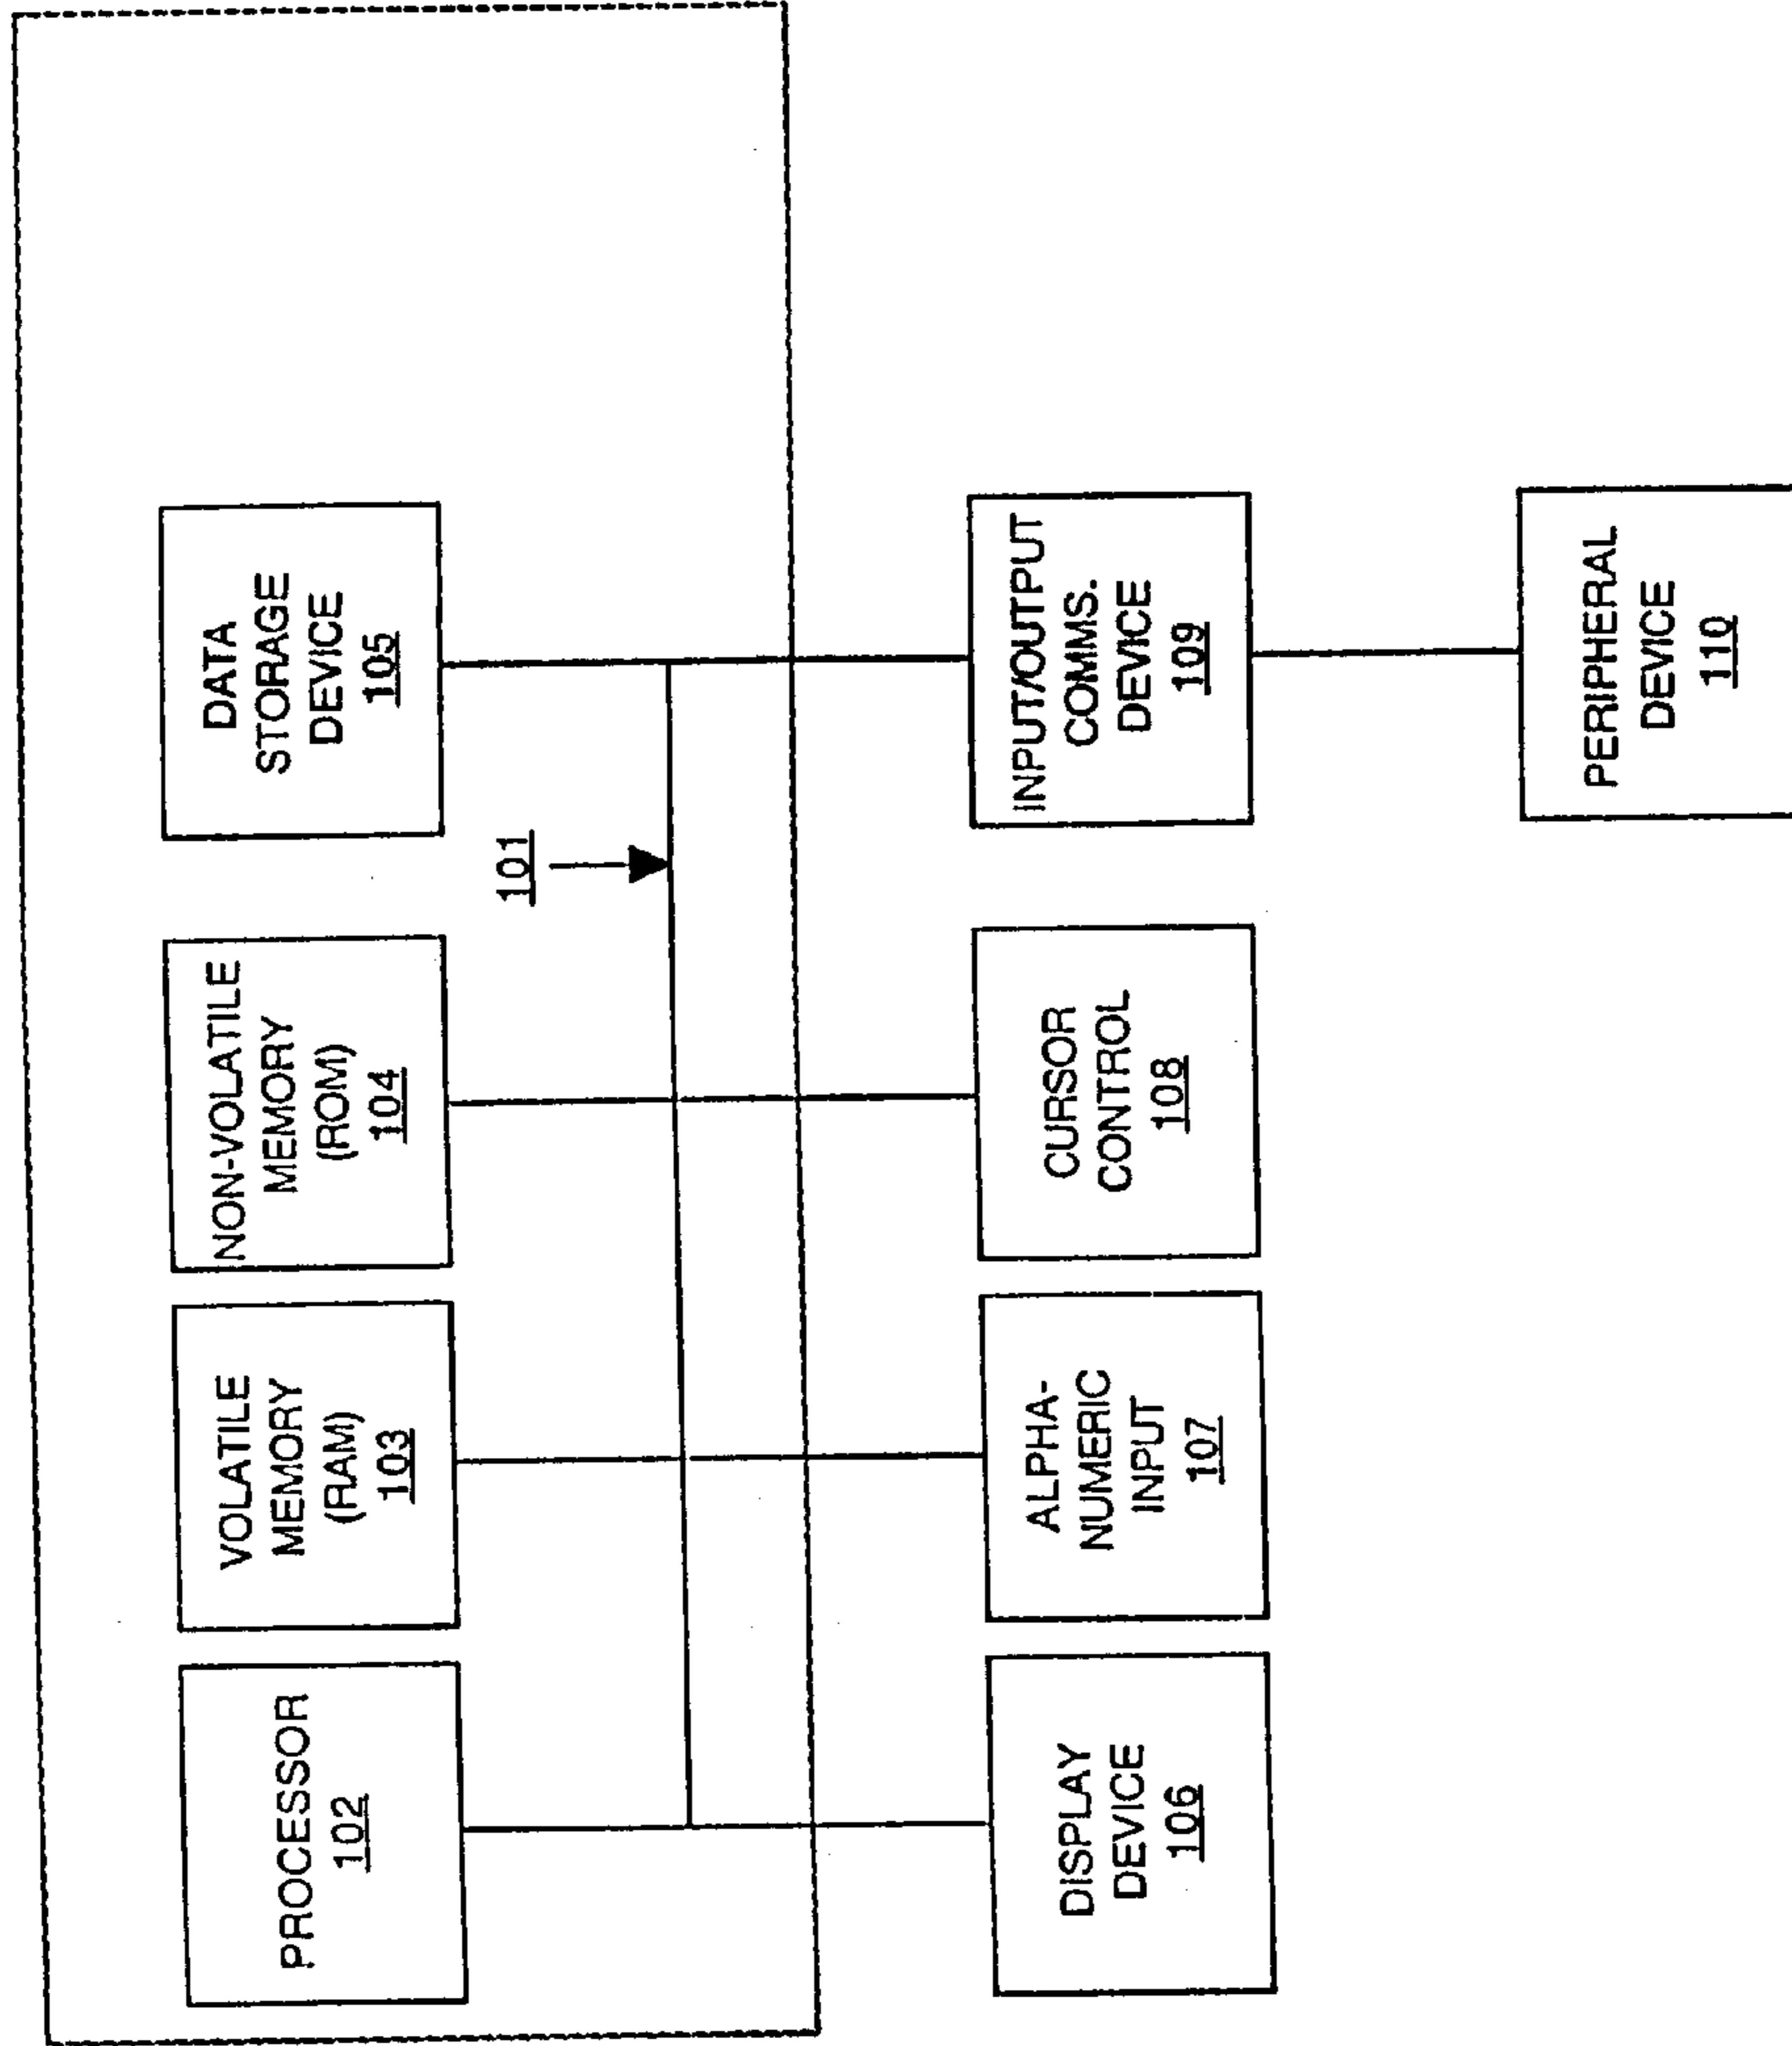 PROCESSOR
102
VOLATILE
MEMORY
(RAM)
103
NON-VOLATILE
MEMORY
(ROM)
104
DATA
STORAGE
DEVICE
105
101
DISPLAY
DEVICE
106
ALPHA-
NUMERIC
INPUT
107
CURSOR
CONTROL
108
INPUT/OUTPUT
COMMS.
DEVICE
109
PERIPHERAL
DEVICE
110